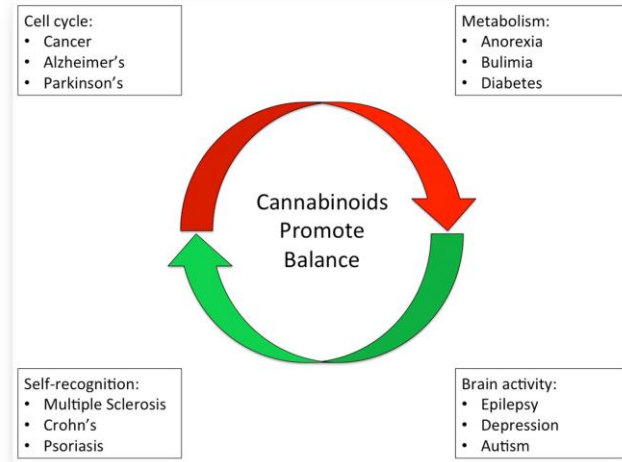 Cell cycle:
• Cancer
• Alzheimer's
• Parkinson's
Metabolism:
• Anorexia
• Bulimia
• Diabetes
Cannabinoids
Promote
Balance
Self-recognition:
• Multiple Sclerosis
• Crohn's
• Psoriasis
Brain activity:
• Epilepsy
• Depression
• Autism